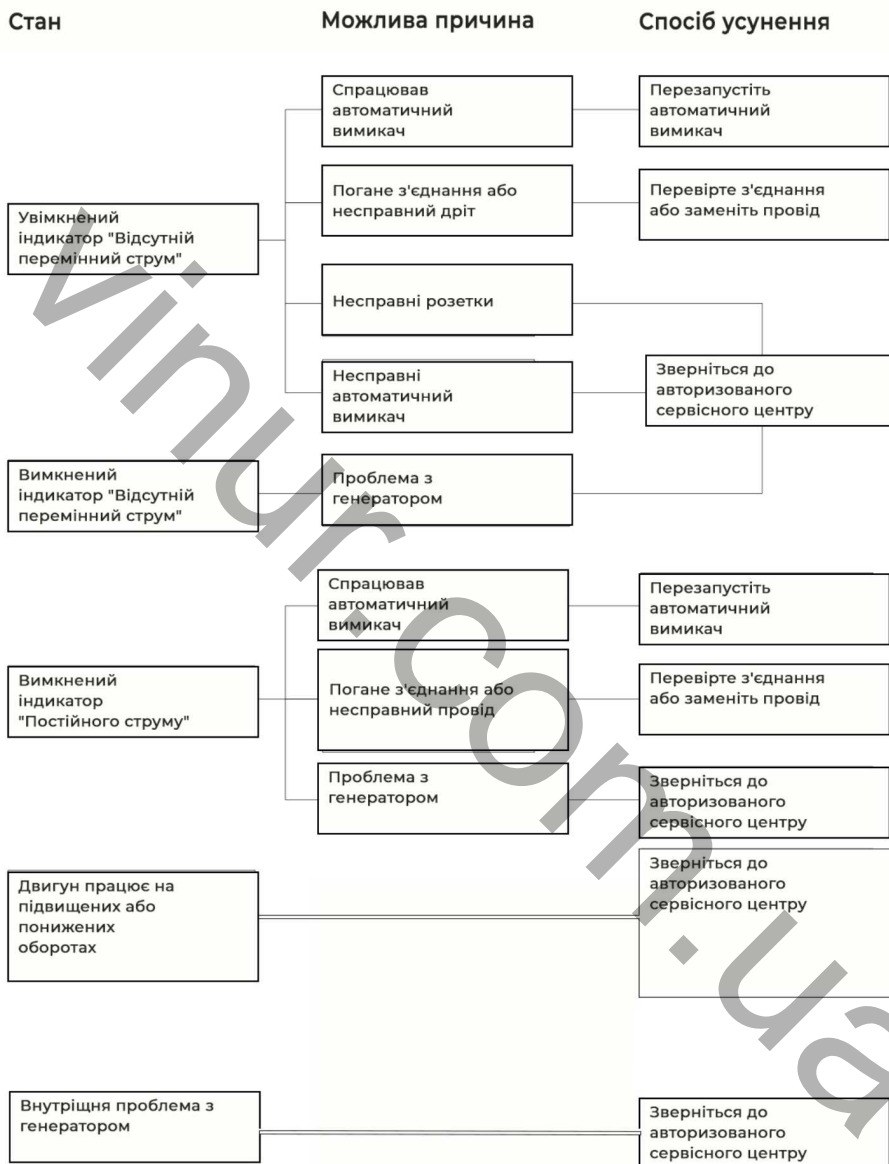 Стан
Можлива причина
Спосіб усунення
Спрацював
автоматичний
вимикач
Перезапустіть
автоматичний
вимикач
Погане з'єднання або
несправний дріт
Перевірте з'єднання
або заменіть провід
Увімкнений
індикатор "Відсутній
перемінний струм"
Несправні розетки
Несправні
автоматичний
вимикач
Зверніться до
авторизованого
сервісного центру
Вимкнений
індикатор "Відсутній
перемінний струм"
Проблема з
генератором
Спрацював
автоматичний
вимикач
Перезапустіть
автоматичний
вимикач
Вимкнений
індикатор
"Постійного струму"
Погане з'єднання або
несправний провід
Перевірте з'єднання
або заменіть провід
Проблема з
генератором
Зверніться до
авторизованого
сервісного центру
Двигун працює на
підвищених або
понижених
оборотах
Зверніться до
авторизованого
сервісного центру
Внутріщня проблема з
генератором
Зверніться до
авторизованого
сервісного центру
vinur.com.ua